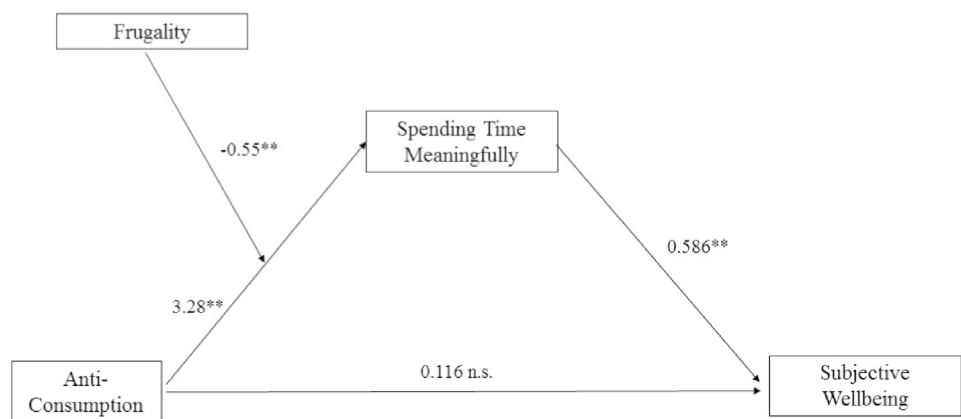 Frugality
Spending Time
Meaningfully
-0.55**
0.586**
3.28**
0.116 n.s.
Anti-
Consumption
Subjective
Wellbeing